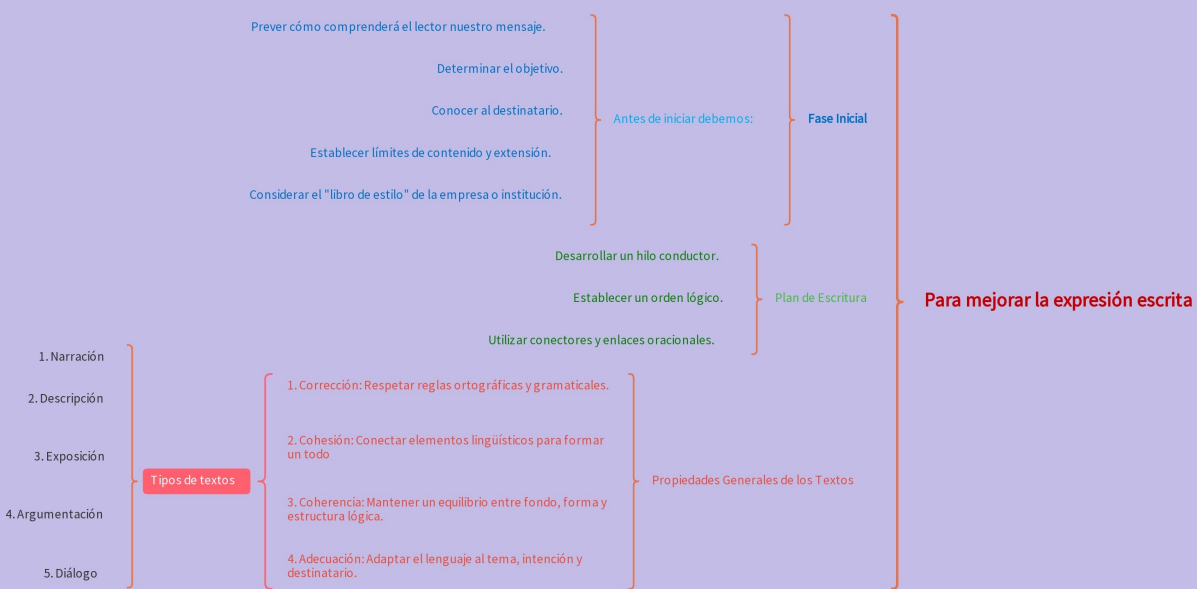 Para mejorar la expresión escrita
Fase Inicial
Antes de iniciar debemos:
Prever cómo comprenderá el lector nuestro mensaje.
Determinar el objetivo.
Conocer al destinatario.
Establecer límites de contenido y extensión.
Considerar el "libro de estilo" de la empresa o institución.
Plan de Escritura
Desarrollar un hilo conductor.
Establecer un orden lógico.
Utilizar conectores y enlaces oracionales.
Propiedades Generales de los Textos
1. Corrección: Respetar reglas ortográficas y gramaticales.
2. Cohesión: Conectar elementos lingüísticos para formar
un todo
3. Coherencia: Mantener un equilibrio entre fondo, forma y
estructura lógica.
4. Adecuación: Adaptar el lenguaje al tema, intención y
destinatario.
Tipos de textos
1. Narración
2. Descripción
3. Exposición
4. Argumentación
5. Diálogo